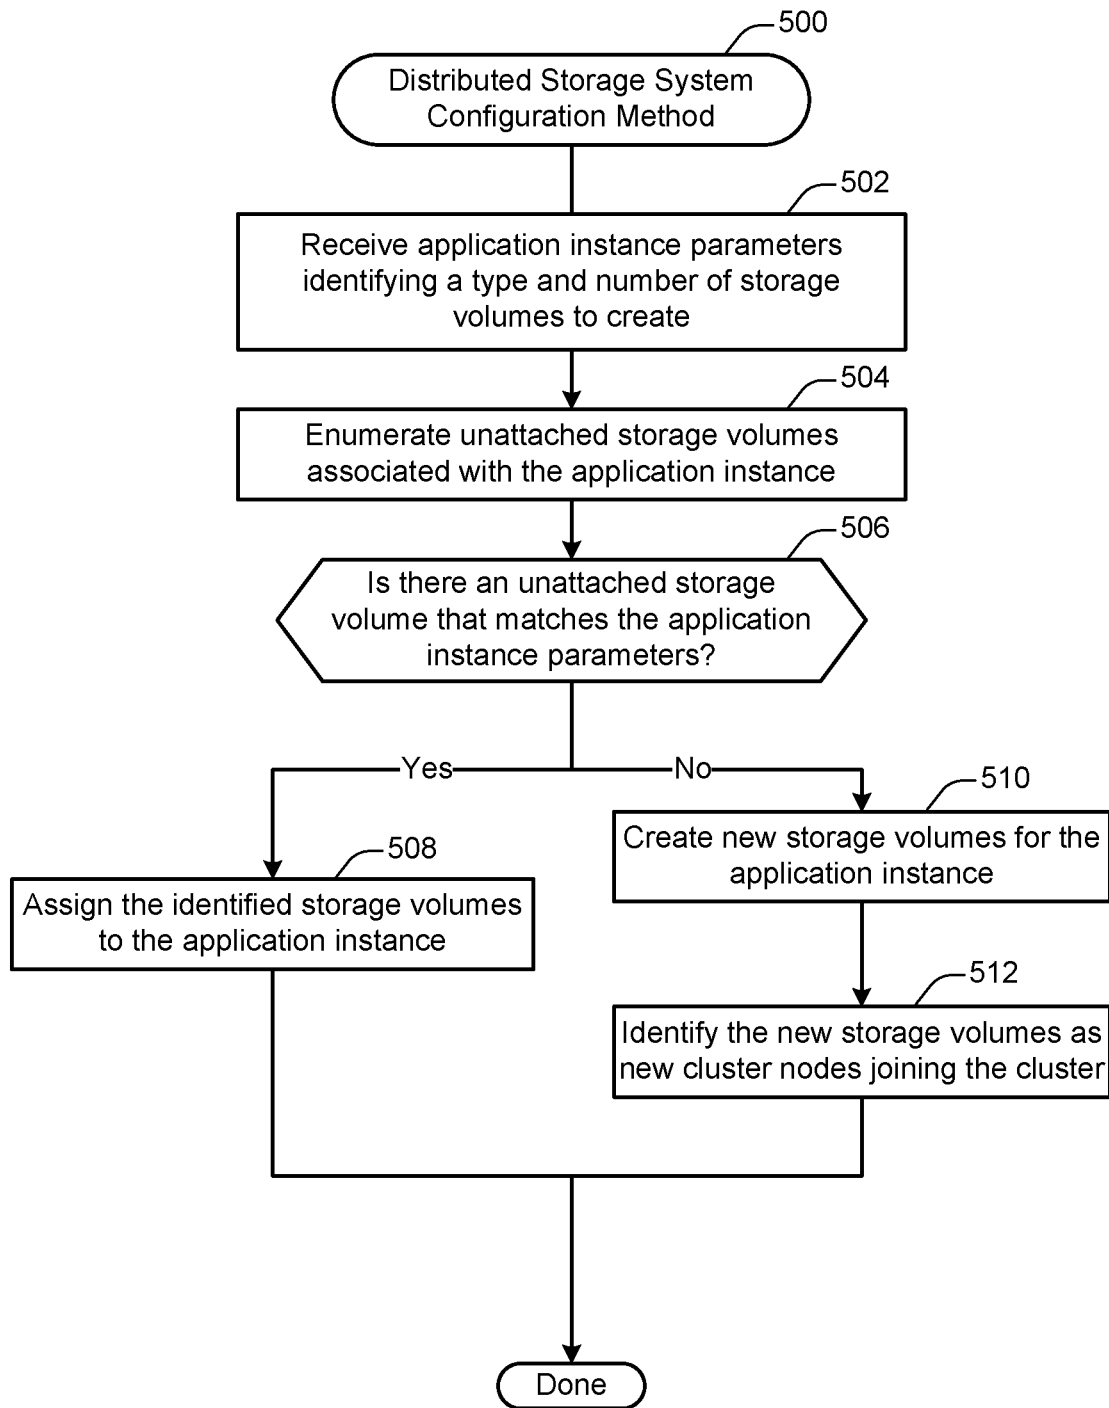 500
Distributed Storage System
Configuration Method
502
Receive application instance parameters
identifying a type and number of storage
volumes to create
504
Enumerate unattached storage volumes
associated with the application instance
506
Is there an unattached storage
volume that matches the application
instance parameters?
Yes
No
508
Assign the identified storage volumes
to the application instance
510
Create new storage volumes for the
application instance
512
Identify the new storage volumes as
new cluster nodes joining the cluster
Done